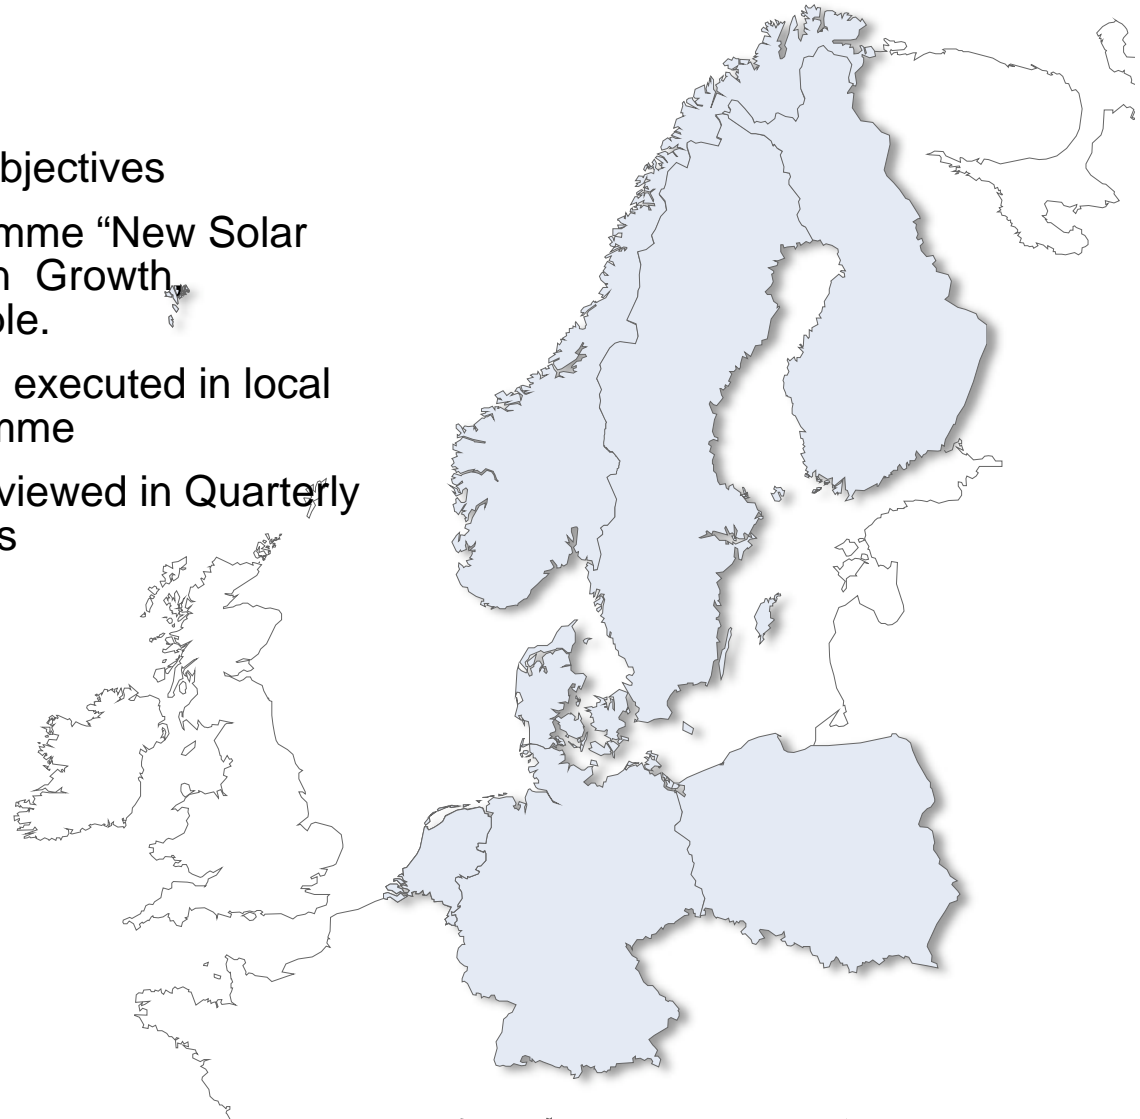 bjectives
mme “New Solar
n Growth,
ole.
executed in local
mme
viewed in Quarterly
s